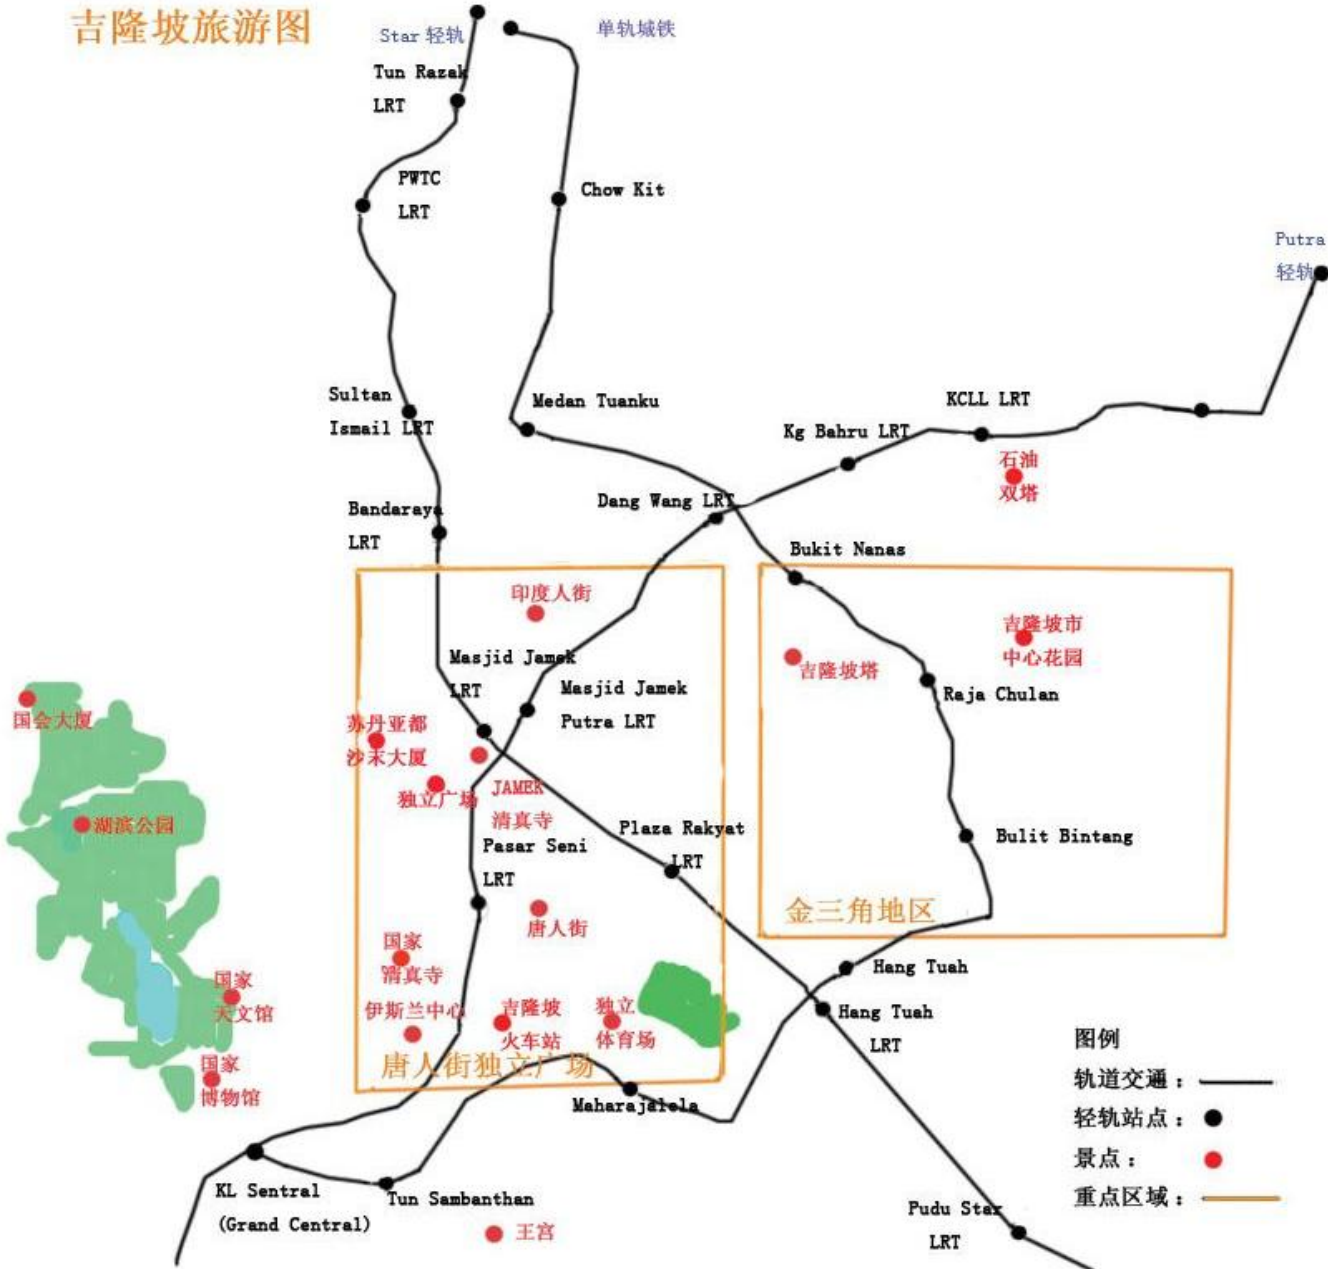 吉隆坡旅游图
Star 轻轨
单轨城铁
Tun Razak
LRT
PWTC
LRT
Chow Kit
Putra
轻轨
Sultan
Ismail LRT
Medan Tuanku
KCLL LRT
Kg Bahru LRT
石油
双塔
Bandaraya
LRT
Dang Wang LRT
Bukit Nanas
印度人街
吉隆坡市
中心花园
吉隆坡塔
Masjid Jamek
LRT
Masjid Jamek
Putra LRT
Raja Chulan
国会大厦
苏丹亚都
沙末大厦
独立广场
JAMEK
清真寺
湖滨公园
Pasar Seni
LRT
Plaza Rakyat
LRT
Bulit Bintang
金三角地区
唐人街
国家
清真寺
Hang Tuah
国家
天文馆
伊斯兰中心
吉隆坡
火车站
独立
体育场
Hang Tuah
LRT
唐人街独立广场
国家
博物馆
Maharajalela
图例
轨道交通：
轻轨站点：
景点：
重点区域：
KL Sentral
(Grand Central)
Tun Sambanthan
王宫
Pudu Star
LRT